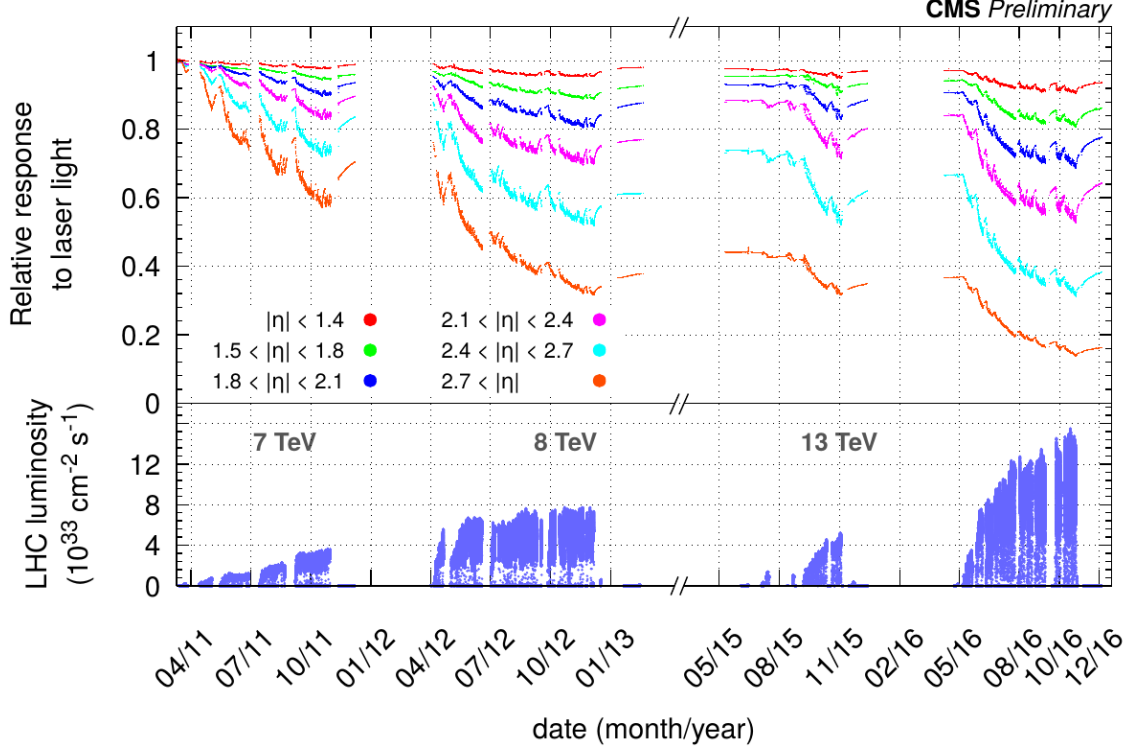 CMS Preliminary
Relative response
to laser light
1
0.8
0.6
0.4
0.2
0
|η| < 1.4
1.5 < |η| < 1.8
1.8 < |η| < 2.1
2.1 < |η| < 2.4
2.4 < |η| < 2.7
2.7 < |η|
LHC luminosity
(10³³ cm⁻² s⁻¹)
7 TeV
8 TeV
13 TeV
12
8
4
0
04/11 07/11 10/11 01/12 04/12 07/12 10/12 01/13 05/15 08/15 11/15 02/16 05/16 08/16 10/16 12/16
date (month/year)